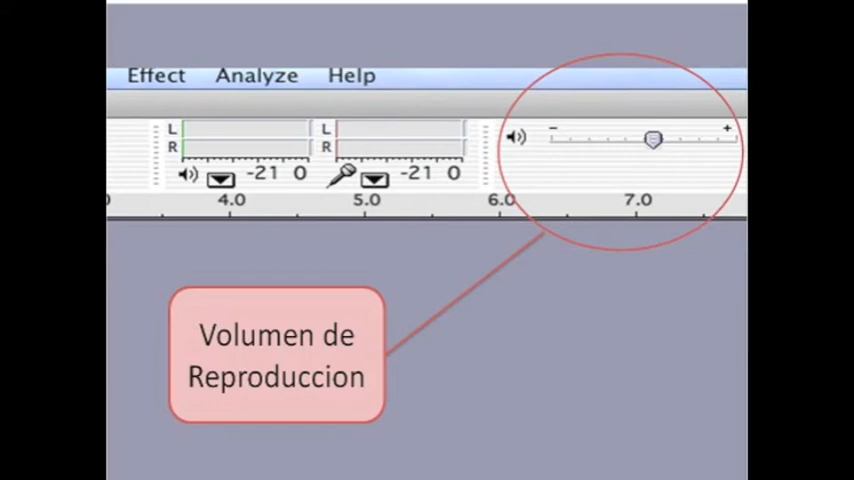 Effect Analyze Help
L L
R R
- +
-21 0 -21 0
4.0 5.0 6.0 7.0
Volumen de
Reproduccion